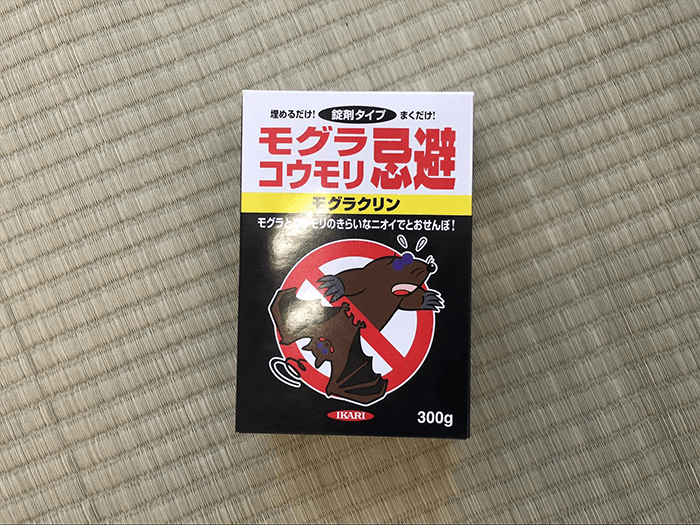 埋めるだけ! 錠剤タイプ まくだけ!
モグラ
コウモリ
忌避
モグラクリン
モグラとコウモリのきらいなニオイでとおせんぼ!
IKARI
300g